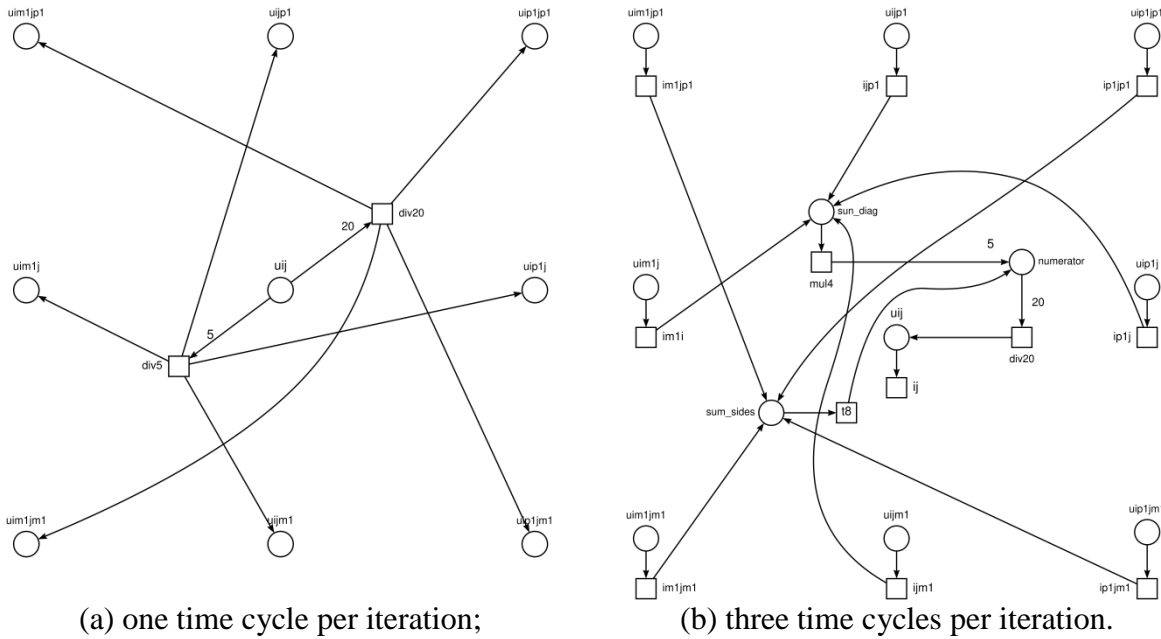 uim1jp1 uijp1 uip1jp1
div20
20
uim1j uij uip1j
5
div5
uim1jm1 uijm1 uip1jm1
(a) one time cycle per iteration;
uim1jp1 uijp1 uip1jp1
im1jp1 ijp1 ip1jp1
sun_diag
5
uim1j mul4 numerator uip1j
20
uij
im1i div20 ip1j
ij
sum_sides t8
uim1jm1 uijm1 uip1jm1
im1jm1 ijm1 ip1jm1
(b) three time cycles per iteration.